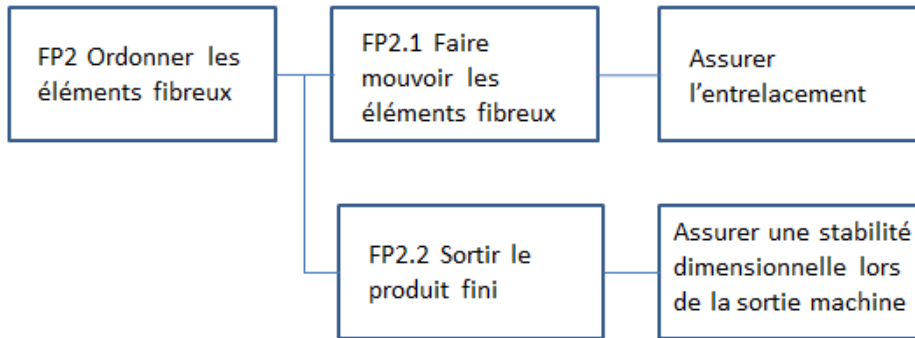 FP2 Ordonner les
éléments fibreux
FP2.1 Faire
mouvoir les
éléments fibreux
Assurer
l'entrelacement
FP2.2 Sortir le
produit fini
Assurer une stabilité
dimensionnelle lors
de la sortie machine